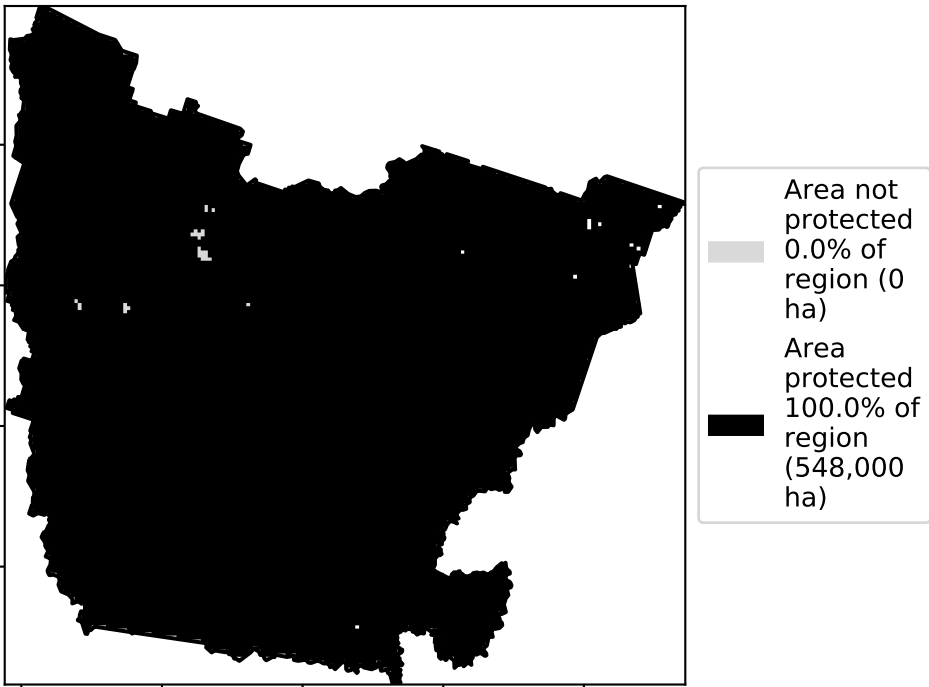 Area not
protected
0.0% of
region (0
ha)
Area
protected
100.0% of
region
(548,000
ha)